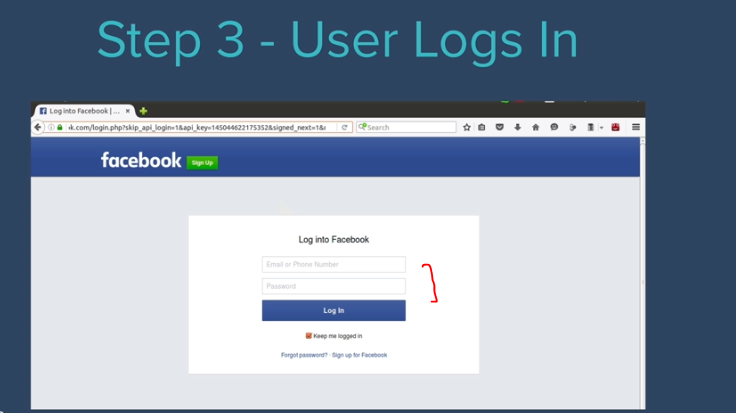 Step 3 - User Logs In
Log into Facebook | ...
k.com/login.php?skip_api_login=1&api_key=145044622175352&signed_next=1&
Search
facebook
Sign Up
Log into Facebook
Email or Phone Number
Password
Log In
Keep me logged in
Forgot password? · Sign up for Facebook